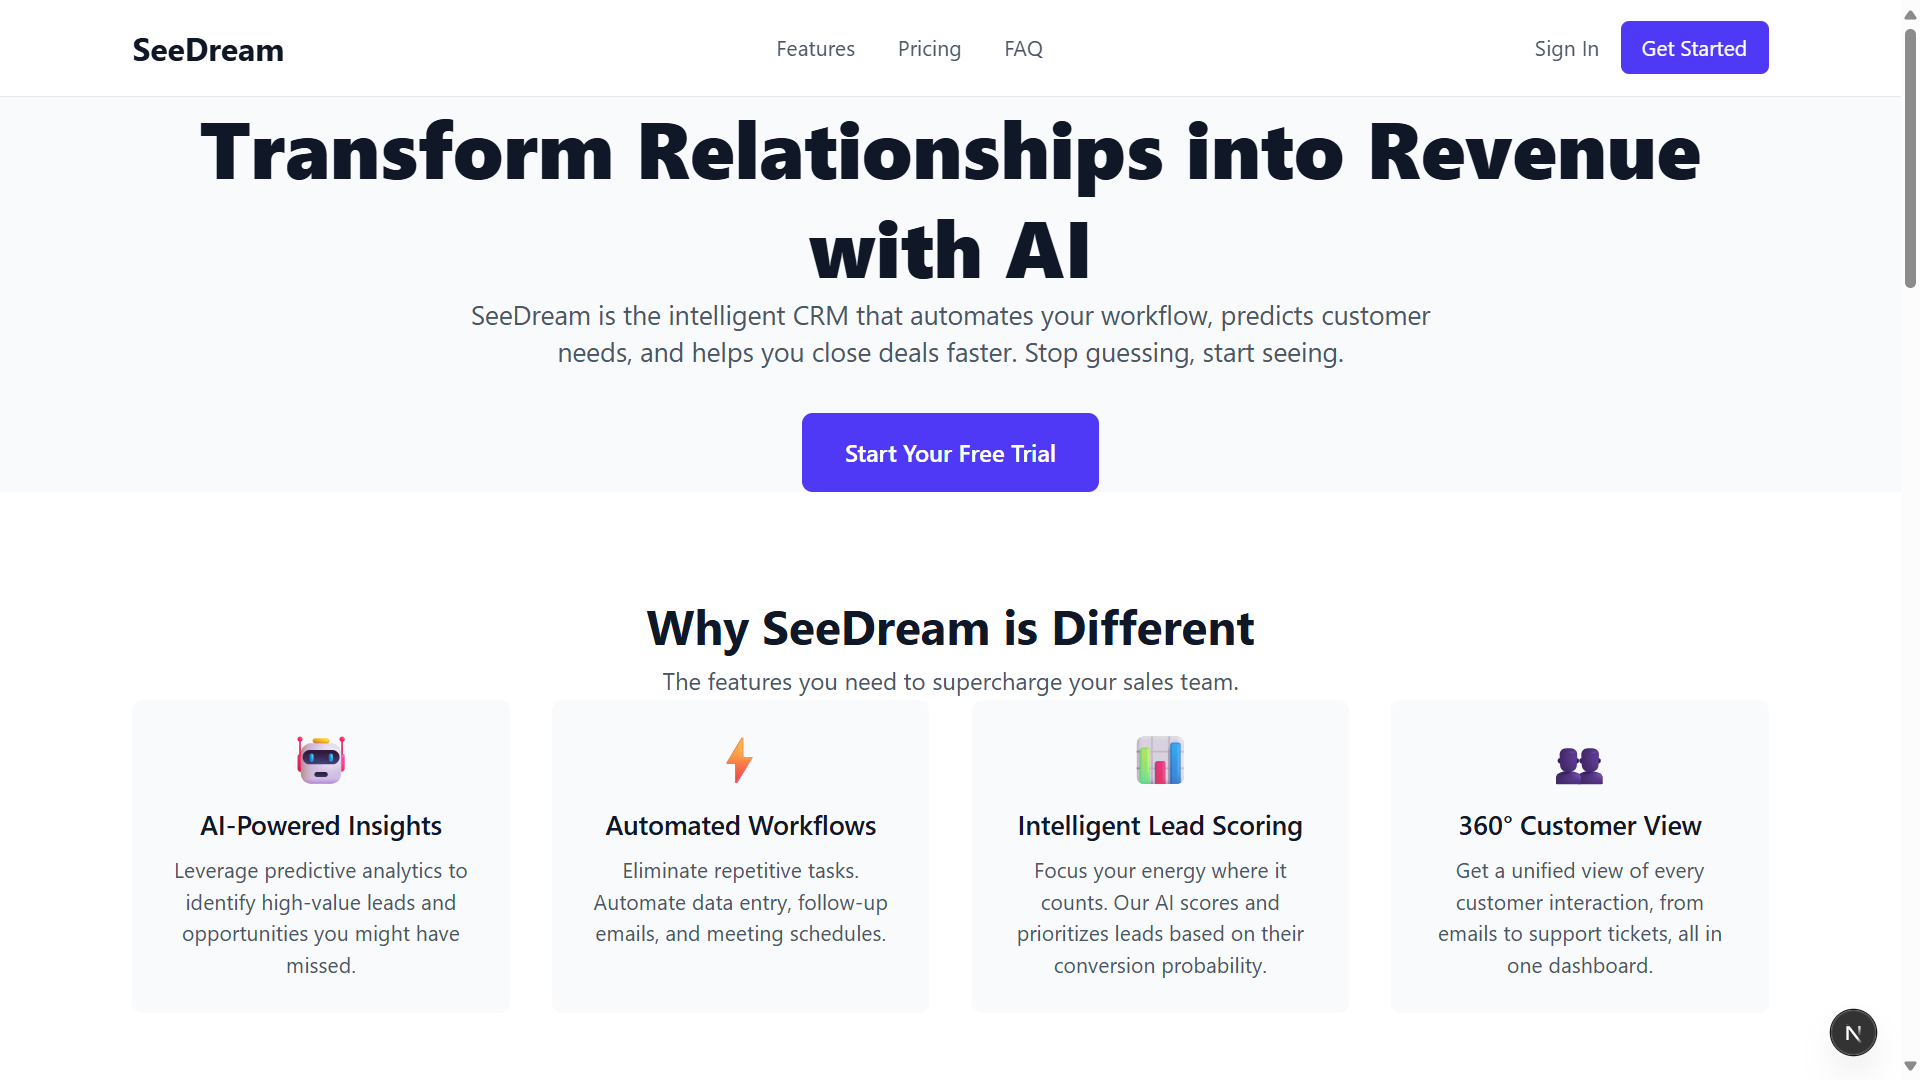 SeeDream
Features
Pricing
FAQ
Sign In
Get Started
Transform Relationships into Revenue
with AI
SeeDream is the intelligent CRM that automates your workflow, predicts customer
needs, and helps you close deals faster. Stop guessing, start seeing.
Start Your Free Trial
Why SeeDream is Different
The features you need to supercharge your sales team.
AI-Powered Insights
Leverage predictive analytics to
identify high-value leads and
opportunities you might have
missed.
Automated Workflows
Eliminate repetitive tasks.
Automate data entry, follow-up
emails, and meeting schedules.
Intelligent Lead Scoring
Focus your energy where it
counts. Our AI scores and
prioritizes leads based on their
conversion probability.
360° Customer View
Get a unified view of every
customer interaction, from
emails to support tickets, all in
one dashboard.
N